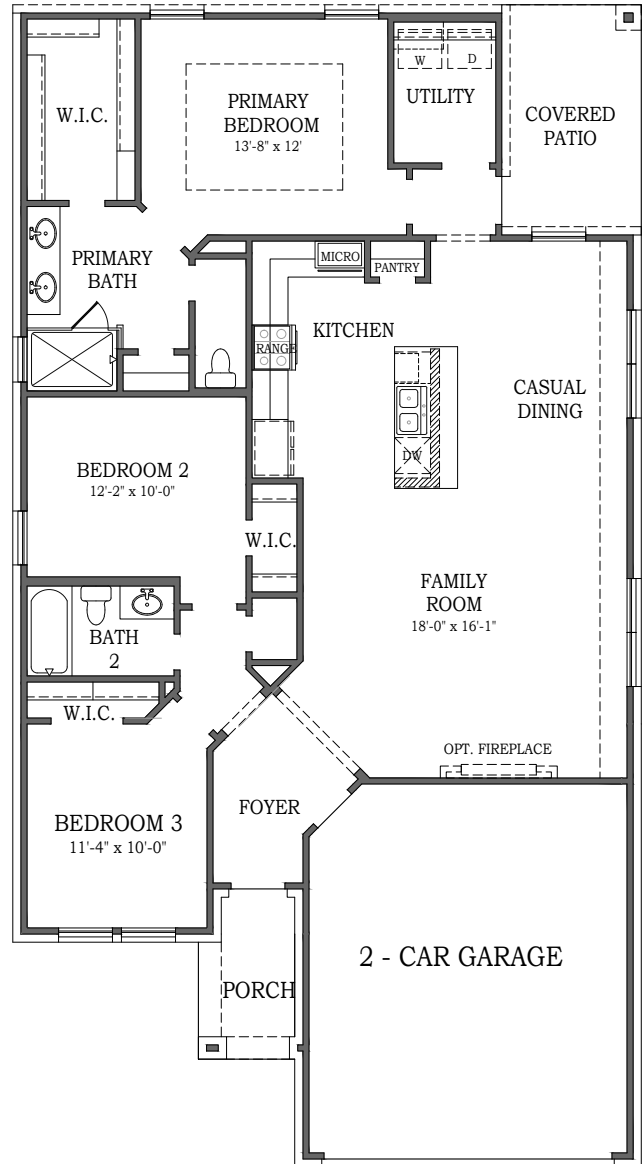 W.I.C.
PRIMARY
BEDROOM
13'-8" x 12'
W
D
UTILITY
COVERED
PATIO
PRIMARY
BATH
MICRO
PANTRY
KITCHEN
RANGE
CASUAL
DINING
DW
BEDROOM 2
12'-2" x 10'-0"
W.I.C.
FAMILY
ROOM
18'-0" x 16'-1"
BATH
2
W.I.C.
OPT. FIREPLACE
FOYER
BEDROOM 3
11'-4" x 10'-0"
2 - CAR GARAGE
PORCH